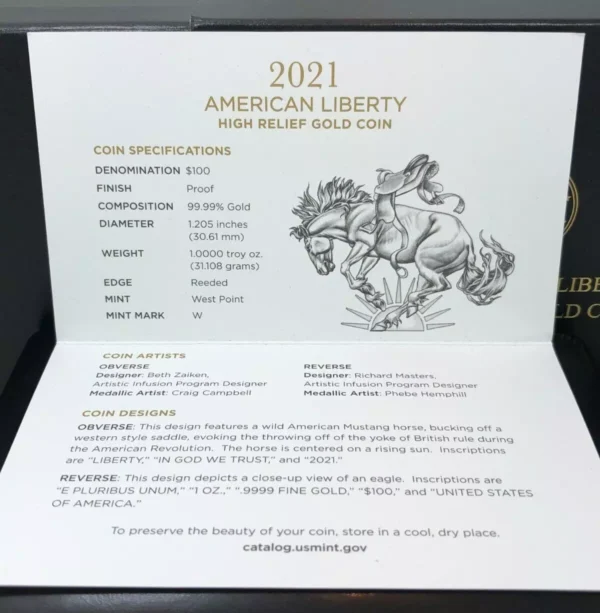 2021
AMERICAN LIBERTY
HIGH RELIEF GOLD COIN
COIN SPECIFICATIONS
DENOMINATION $100
FINISH Proof
COMPOSITION 99.99% Gold
DIAMETER 1.205 inches
(30.61 mm)
WEIGHT 1.0000 troy oz.
(31.108 grams)
EDGE Reeded
MINT West Point
MINT MARK W
LIBE
LD C
COIN ARTISTS
OBVERSE
Designer: Beth Zaiken,
Artistic Infusion Program Designer
Medallic Artist: Craig Campbell
REVERSE
Designer: Richard Masters,
Artistic Infusion Program Designer
Medallic Artist: Phebe Hemphill
COIN DESIGNS
OBVERSE: This design features a wild American Mustang horse, bucking off a
western style saddle, evoking the throwing off of the yoke of British rule during
the American Revolution. The horse is centered on a rising sun. Inscriptions
are "LIBERTY," "IN GOD WE TRUST," and "2021."
REVERSE: This design depicts a close-up view of an eagle. Inscriptions are
"E PLURIBUS UNUM," "1 OZ.," ".9999 FINE GOLD," "$100," and "UNITED STATES
OF AMERICA."
To preserve the beauty of your coin, store in a cool, dry place.
catalog.usmint.gov